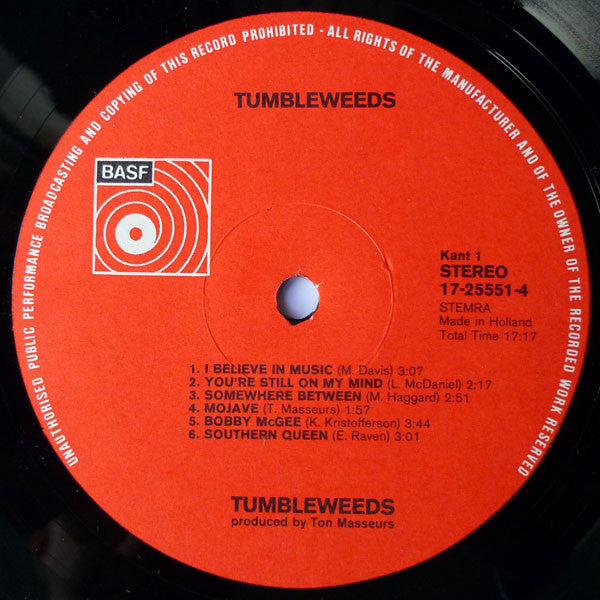 UNAUTHORISED PUBLIC PERFORMANCE BROADCASTING AND COPYING OF THIS RECORD PROHIBITED - ALL RIGHTS OF THE MANUFACTURER AND OF THE OWNER OF THE RECORDED WORK RESERVED
TUMBLEWEEDS
BASF
Kant 1
STEREO
17-25551-4
STEMRA
Made in Holland
Total Time 17:17
1. I BELIEVE IN MUSIC (M. Davis) 3:07
2. YOU'RE STILL ON MY MIND (L. McDaniel) 2:17
3. SOMEWHERE BETWEEN (M. Haggard) 2:51
4. MOJAVE (T. Masseurs) 1:57
5. BOBBY McGEE (K. Kristofferson) 3:44
6. SOUTHERN QUEEN (E. Raven) 3:01
TUMBLEWEEDS
produced by Ton Masseurs